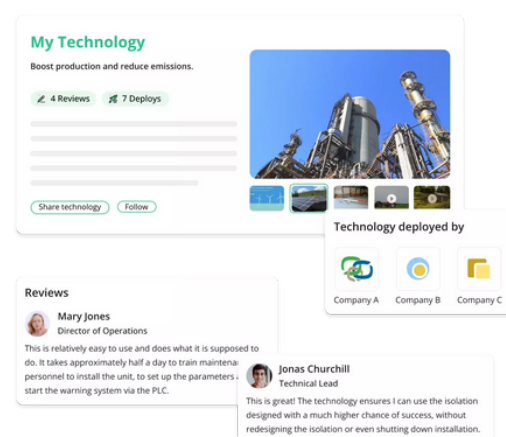 My Technology
Boost production and reduce emissions.
4 Reviews
7 Deploys
Share technology
Follow
Technology deployed by
Company A
Company B
Company C
Reviews
Mary Jones
Director of Operations
This is relatively easy to use and does what it is supposed to
do. It takes approximately half a day to train
personnel to install the unit, to set up the parameters
start the warning system via the PLC.
Jonas Churchill
Technical Lead
This is great! The technology ensures I can use the isolation
designed with a much higher chance of success, without
redesigning the isolation or even shutting down installation.